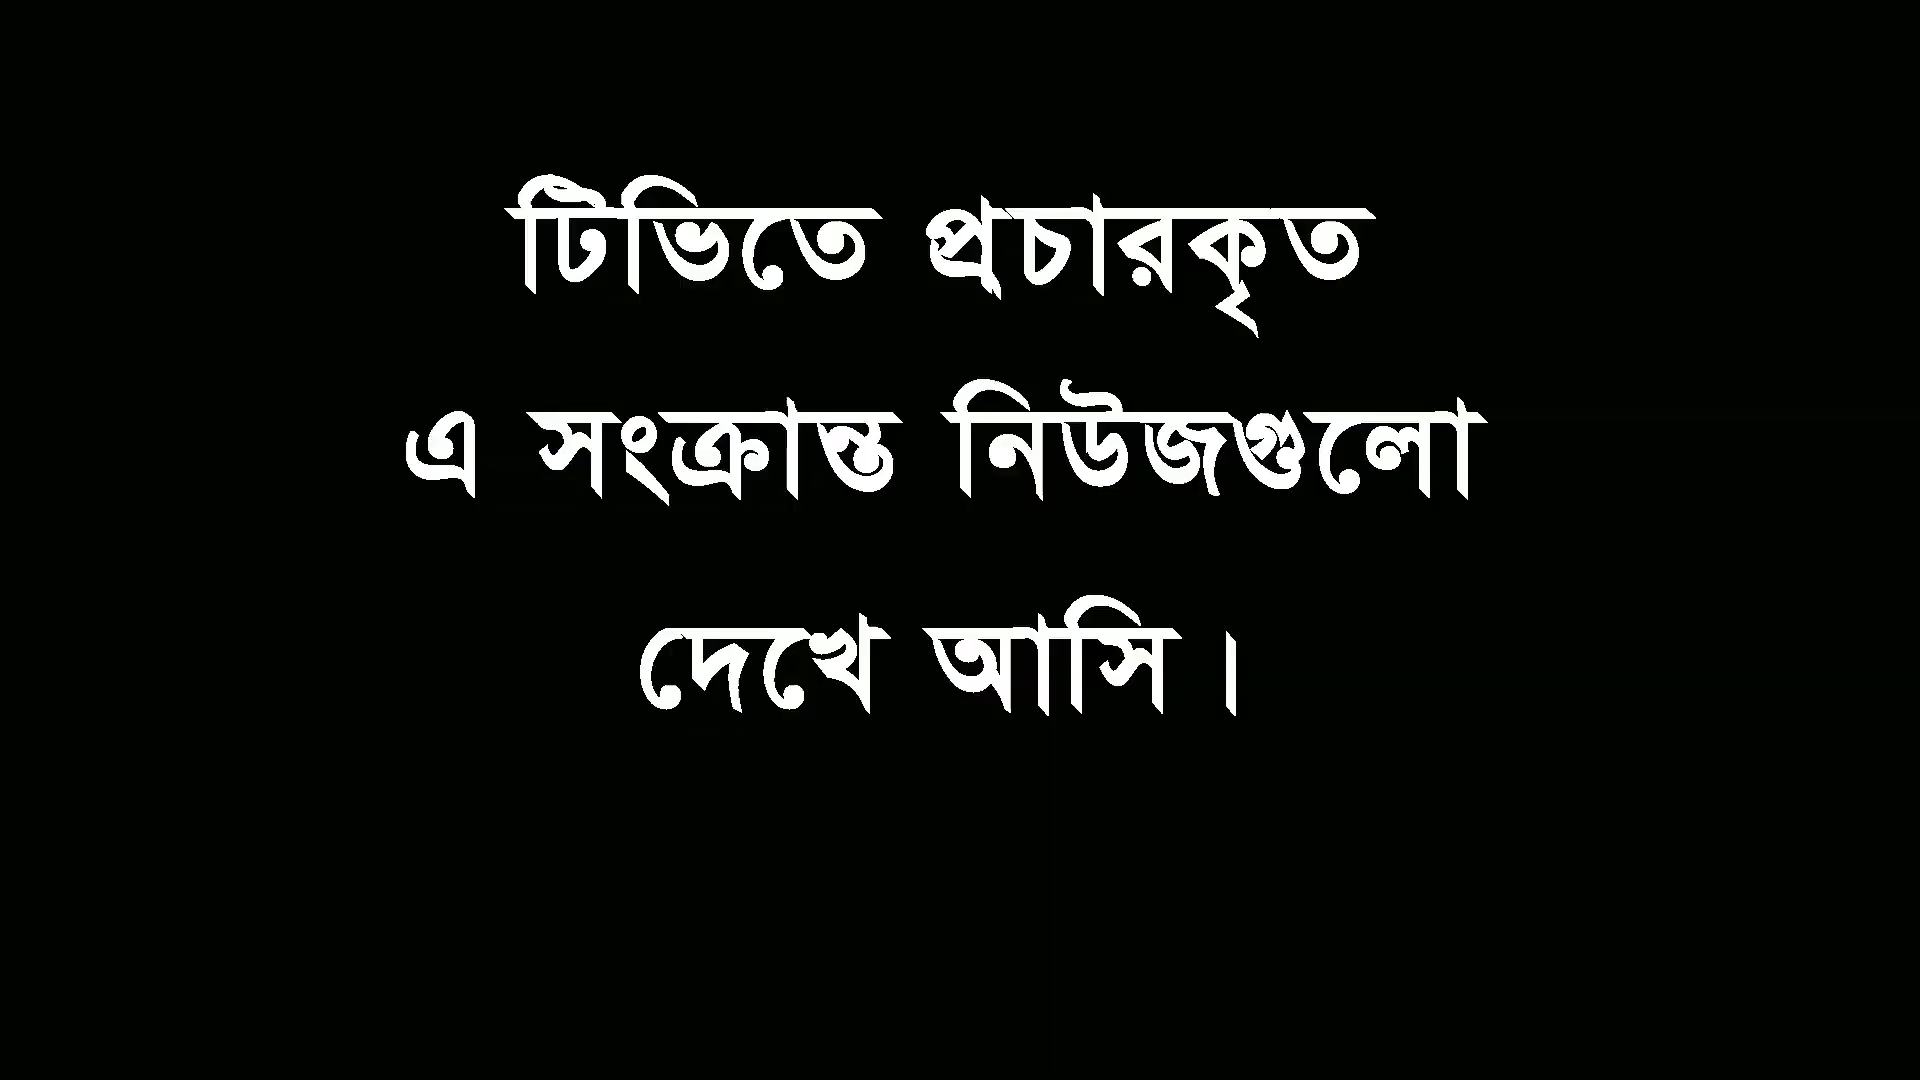 টিভিতে প্রচারকৃত
এ সংক্রান্ত নিউজগুলো
দেখে আসি।